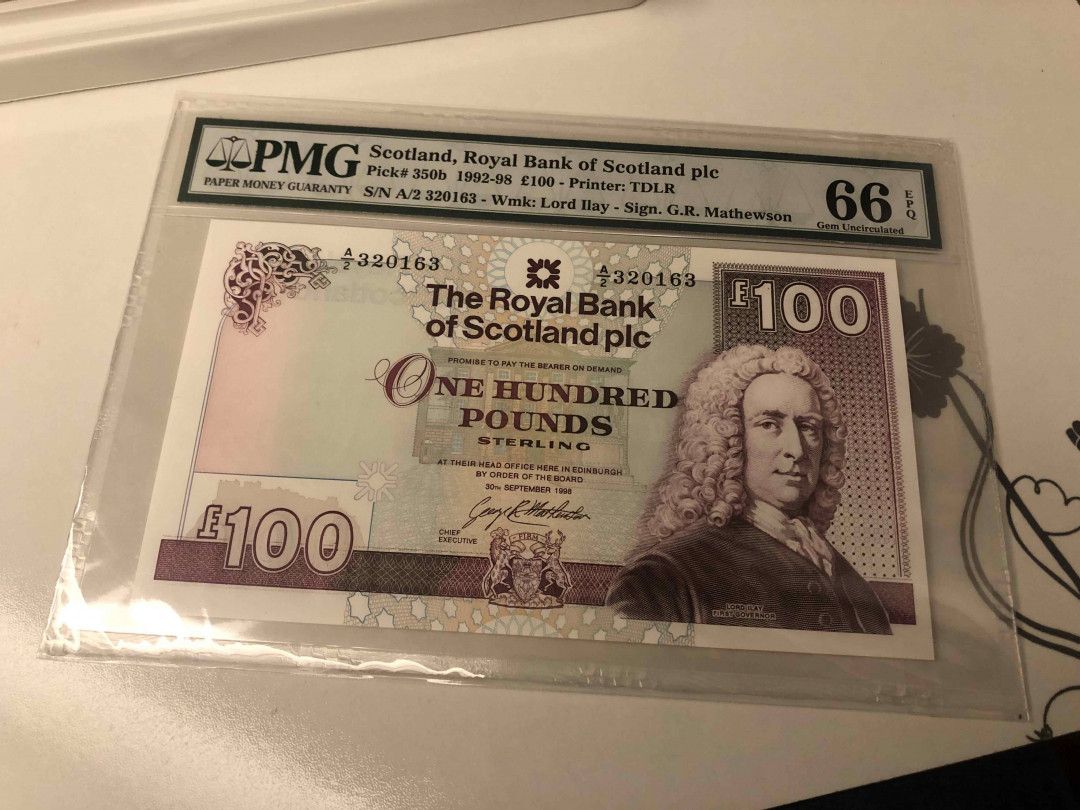 PMG
PAPER MONEY GUARANTY
Scotland, Royal Bank of Scotland plc
Pick# 350b 1992-98 £100 - Printer: TDLR
S/N A/2 320163 - Wmk: Lord Ilay - Sign. G.R. Mathewson
66
EPQ
Gem Uncirculated
A/2 320163
A/2 320163
The Royal Bank
of Scotland plc
£100
PROMISE TO PAY THE BEARER ON DEMAND
ONE HUNDRED
POUNDS
STERLING
AT THEIR HEAD OFFICE HERE IN EDINBURGH
BY ORDER OF THE BOARD
30TH SEPTEMBER 1998
George R Mathewson
CHIEF
EXECUTIVE
£100
FIRM
LORD ILAY
FIRST GOVERNOR